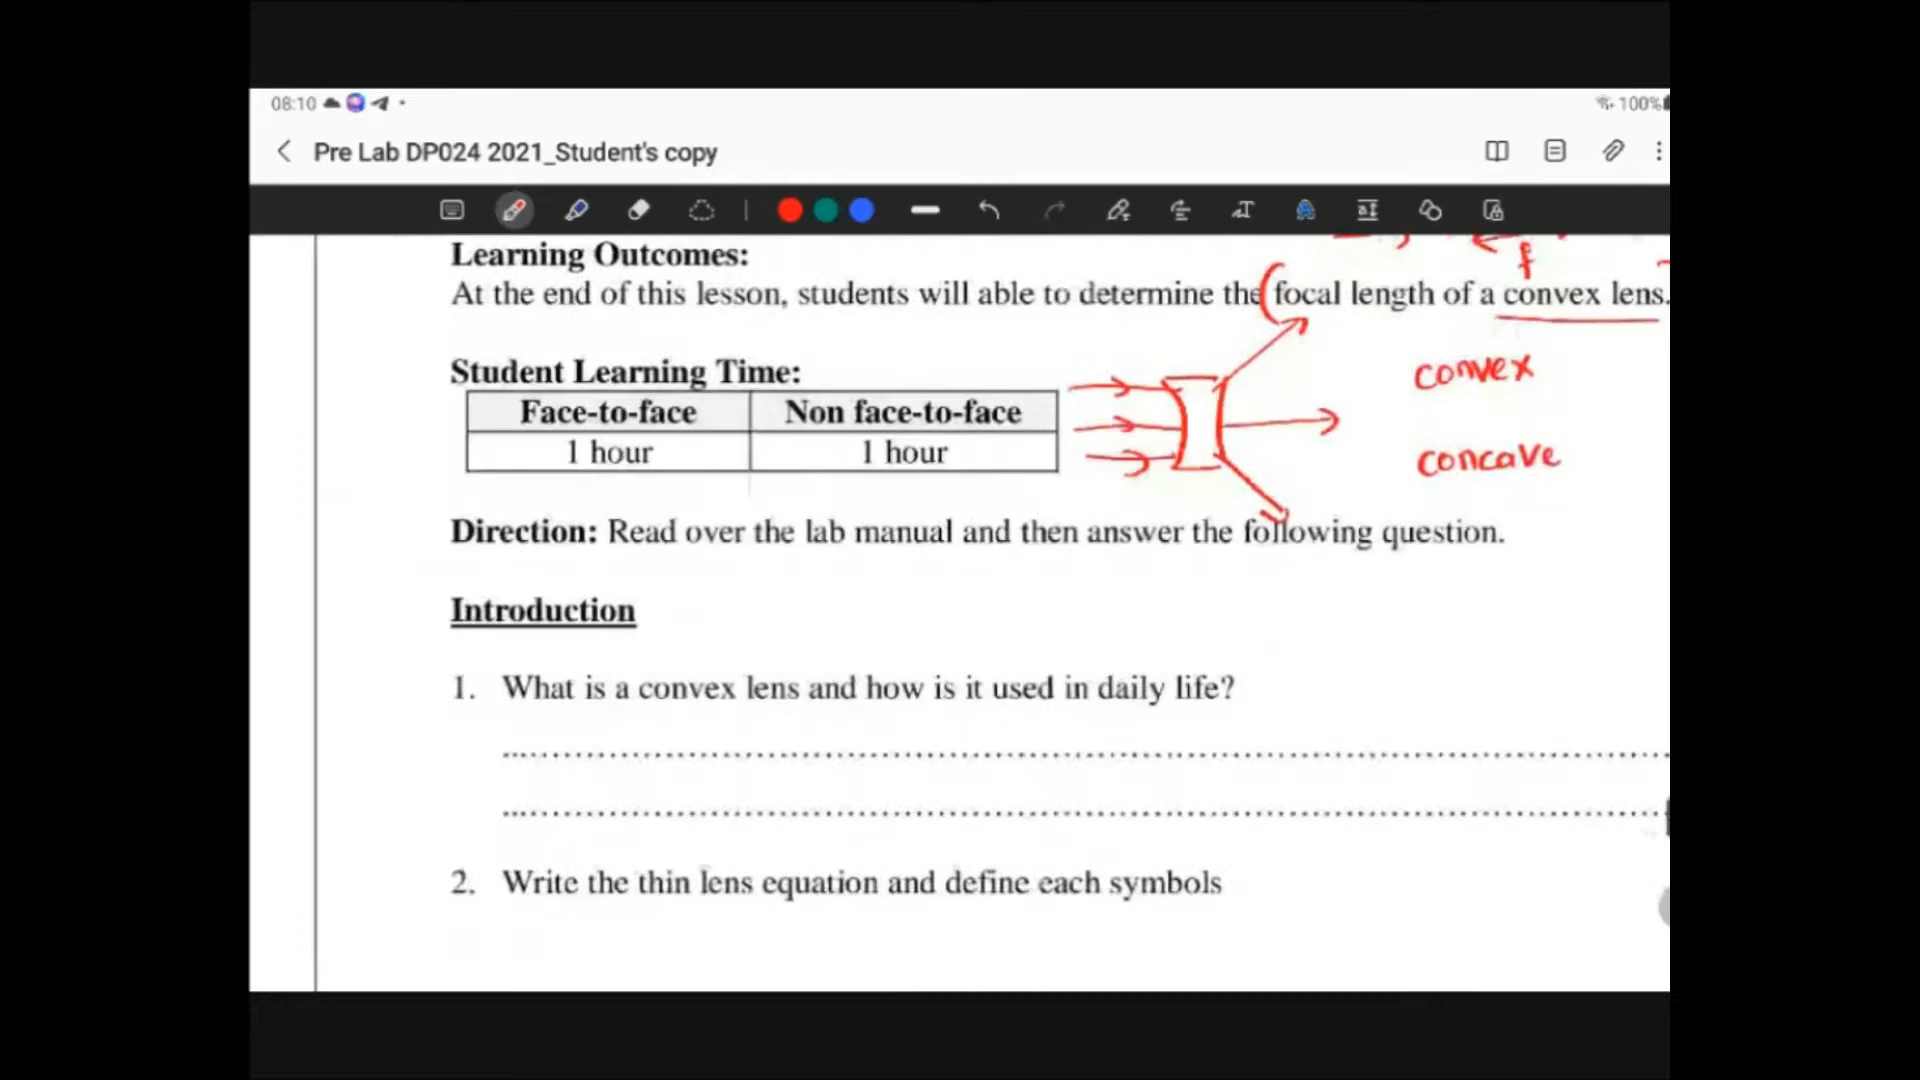 08:10
100%
Pre Lab DP024 2021_Student's copy
f
Learning Outcomes:
At the end of this lesson, students will able to determine the focal length of a convex lens.
convex
Student Learning Time:
Face-to-face Non face-to-face
1 hour 1 hour
concave
Direction: Read over the lab manual and then answer the following question.
Introduction
1. What is a convex lens and how is it used in daily life?
2. Write the thin lens equation and define each symbols